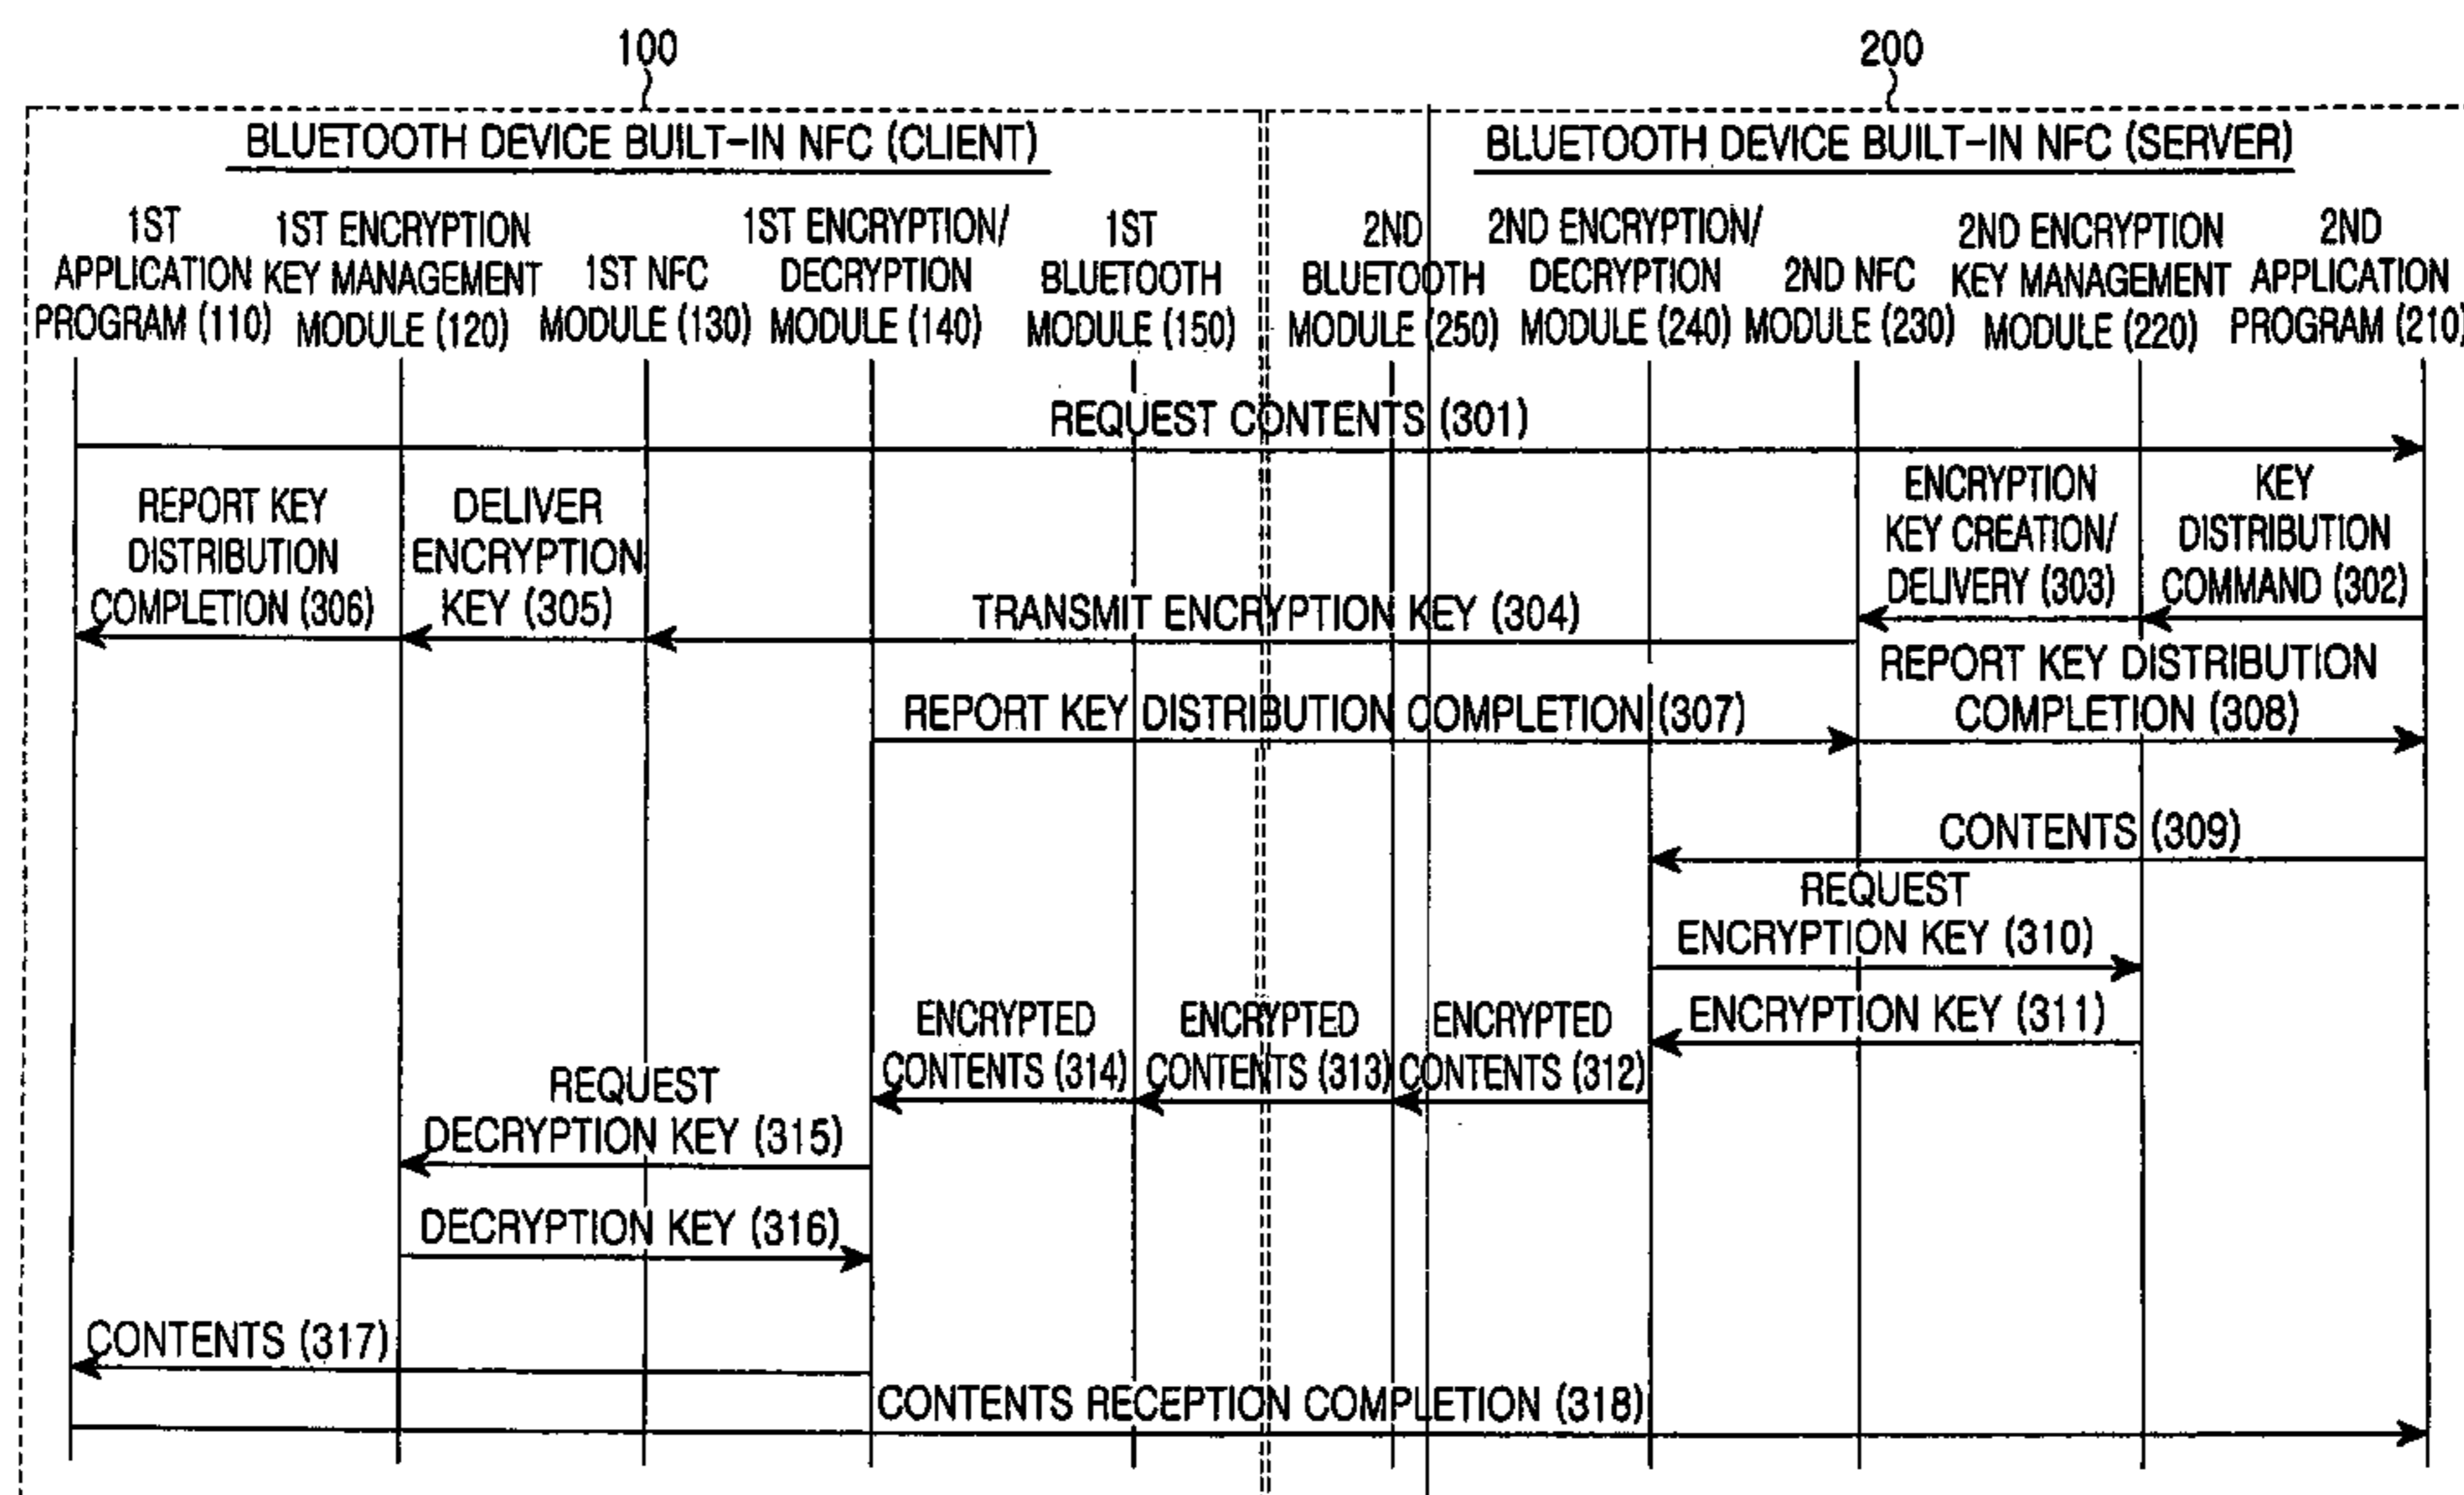 100
200
BLUETOOTH DEVICE BUILT-IN NFC (CLIENT)
BLUETOOTH DEVICE BUILT-IN NFC (SERVER)
1ST
APPLICATION
PROGRAM (110)
1ST ENCRYPTION
KEY MANAGEMENT
MODULE (120)
1ST NFC
MODULE (130)
1ST ENCRYPTION/
DECRYPTION
MODULE (140)
1ST
BLUETOOTH
MODULE (150)
2ND
BLUETOOTH
MODULE (250)
2ND ENCRYPTION/
DECRYPTION
MODULE (240)
2ND NFC
MODULE (230)
2ND ENCRYPTION
KEY MANAGEMENT
MODULE (220)
2ND
APPLICATION
PROGRAM (210)
REQUEST CONTENTS (301)
REPORT KEY
DISTRIBUTION
COMPLETION (306)
DELIVER
ENCRYPTION
KEY (305)
TRANSMIT ENCRYPTION KEY (304)
ENCRYPTION
KEY CREATION/
DELIVERY (303)
KEY
DISTRIBUTION
COMMAND (302)
REPORT KEY DISTRIBUTION COMPLETION (307)
REPORT KEY DISTRIBUTION
COMPLETION (308)
CONTENTS (309)
REQUEST
ENCRYPTION KEY (310)
ENCRYPTION KEY (311)
ENCRYPTED
CONTENTS (314)
ENCRYPTED
CONTENTS (313)
ENCRYPTED
CONTENTS (312)
REQUEST
DECRYPTION KEY (315)
DECRYPTION KEY (316)
CONTENTS (317)
CONTENTS RECEPTION COMPLETION (318)